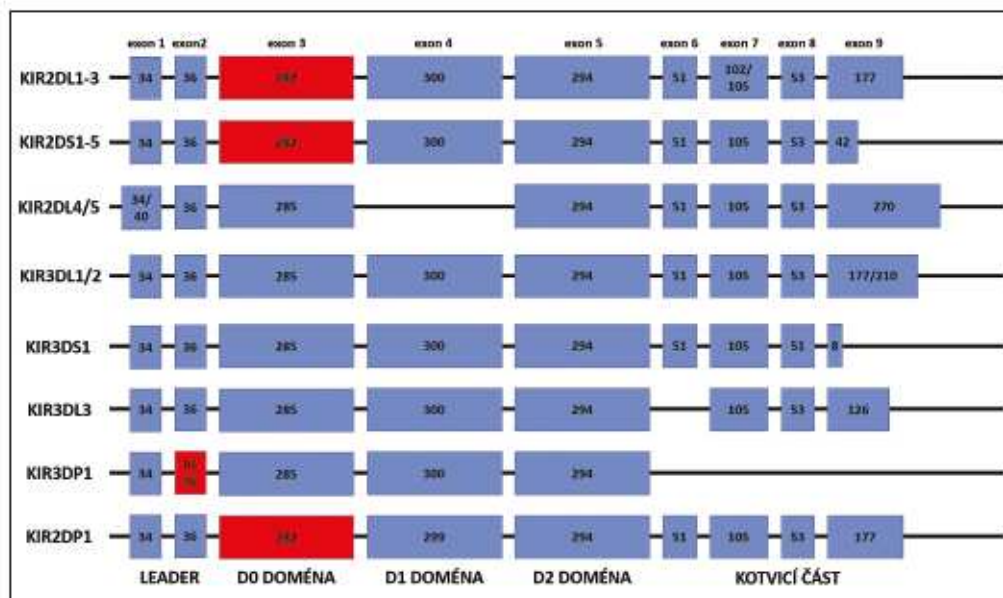 exon 1 exon2 exon 3 exon 4 exon 5 exon 6 exon 7 exon 8 exon 9
KIR2DL1-3 34 36 300 294 51 102/105 53 177
KIR2DS1-5 34 36 300 294 51 105 53 42
KIR2DL4/5 34/40 36 285 294 51 105 53 270
KIR3DL1/2 34 36 285 300 294 51 105 53 177/210
KIR3DS1 34 36 285 300 294 51 105 51 8
KIR3DL3 34 36 285 300 294 105 53 126
KIR3DP1 34 285 300 294
KIR2DP1 34 36 299 294 51 105 53 177
LEADER D0 DOMÉNA D1 DOMÉNA D2 DOMÉNA KOTVICÍ ČÁST